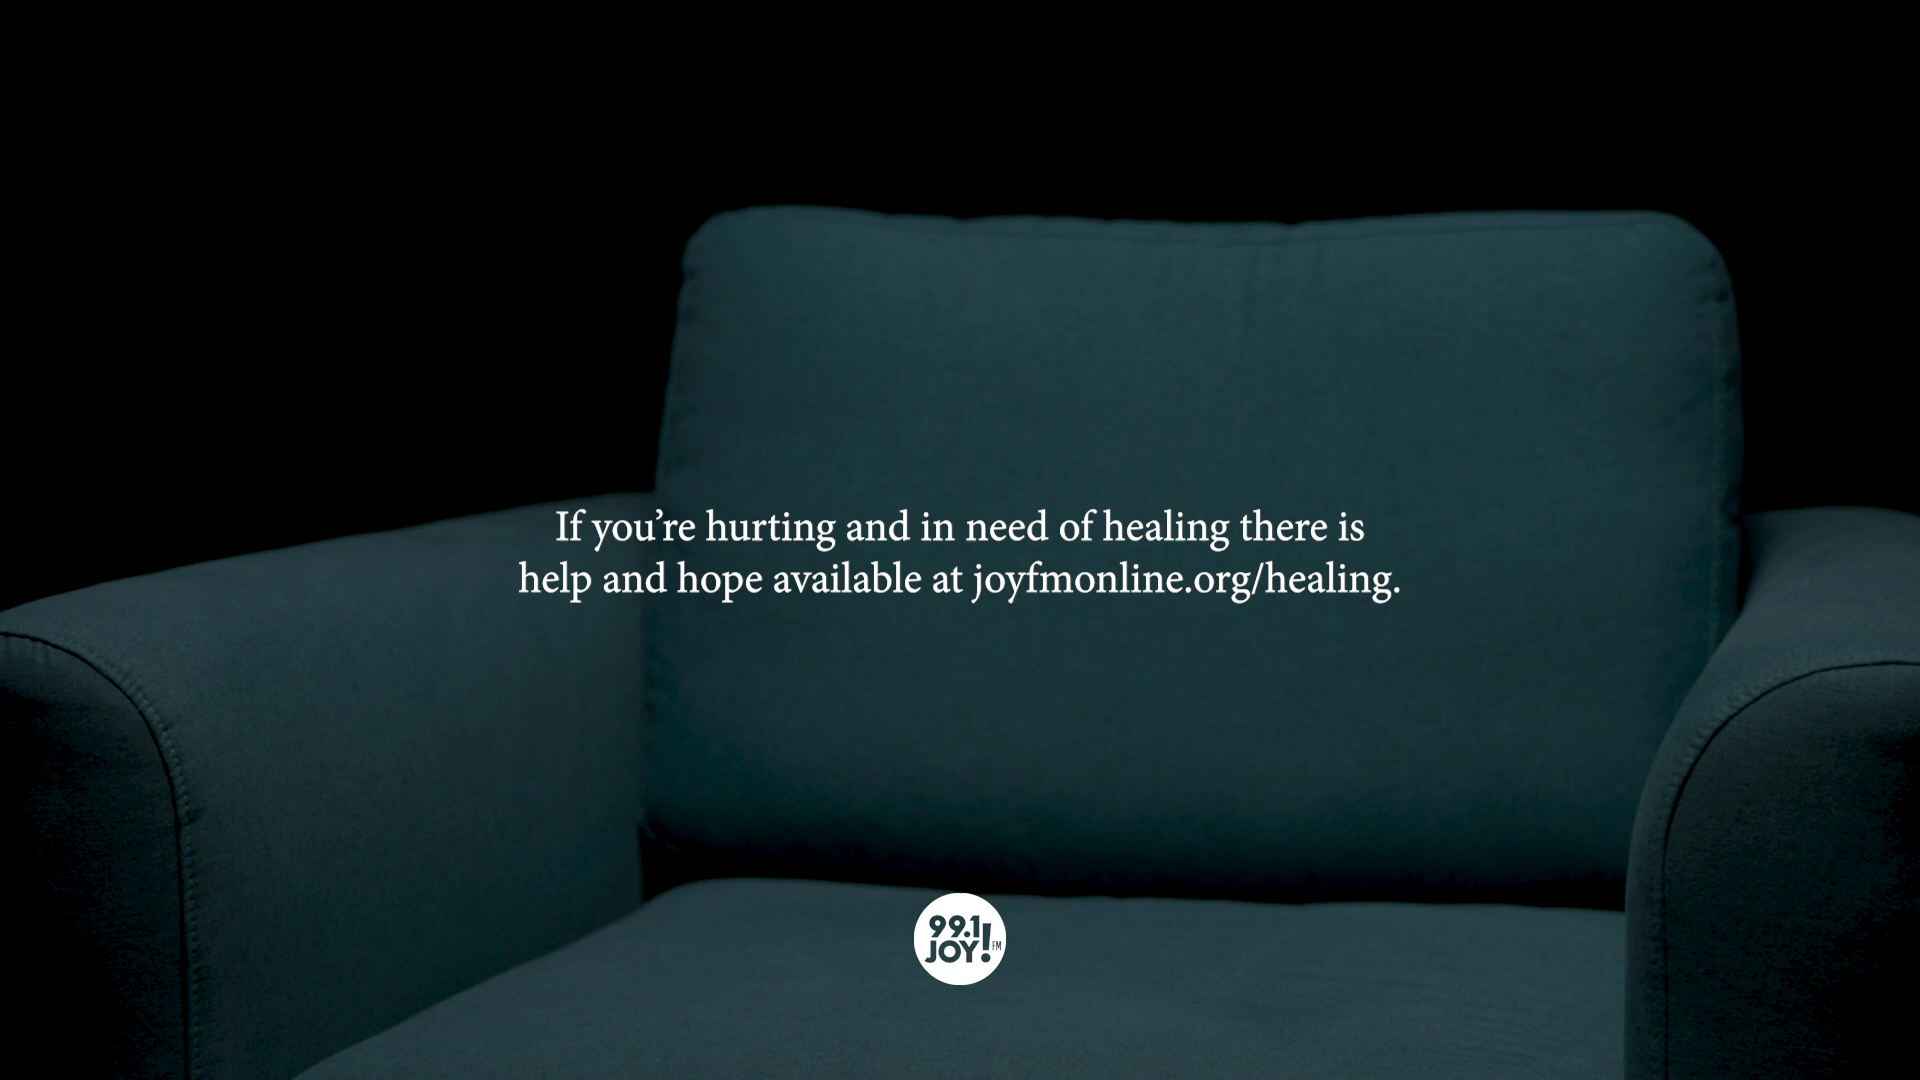 If you’re hurting and in need of healing there is
help and hope available at joyfmonline.org/healing.
99.1
JOY! FM